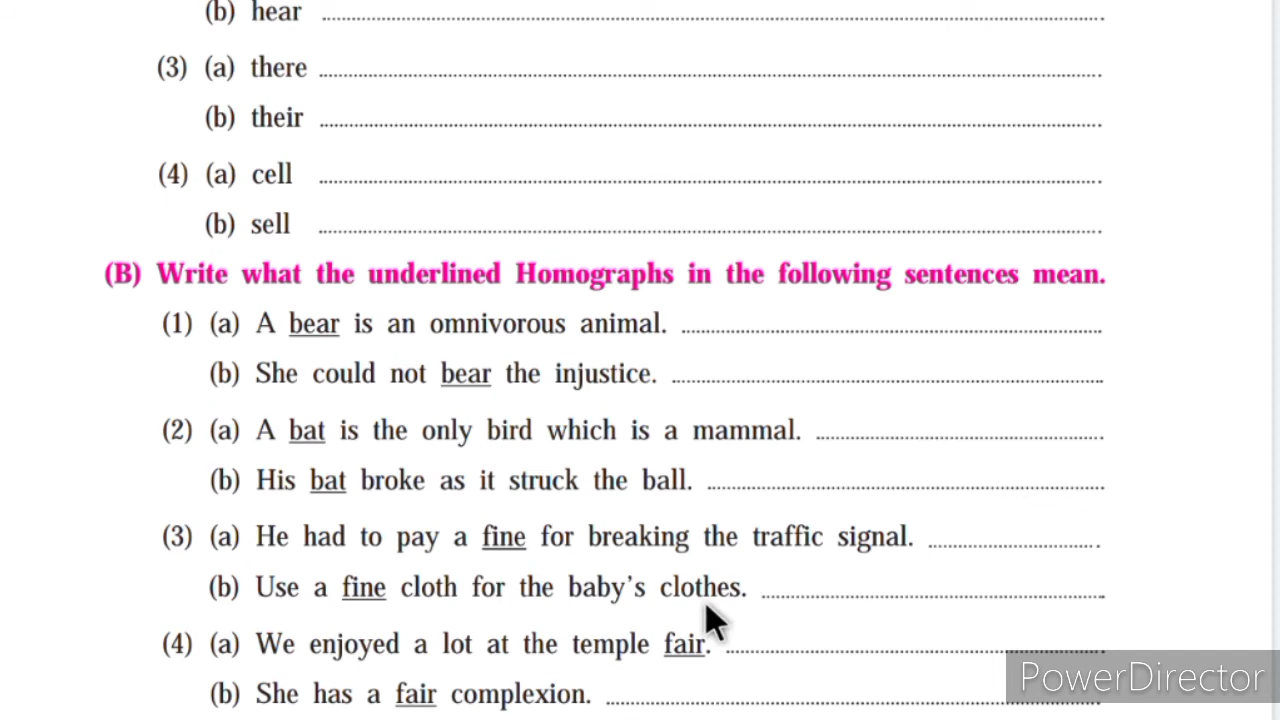 (b) hear ........................................
(3) (a) there ........................................
(b) their ........................................
(4) (a) cell ........................................
(b) sell ........................................
(B) Write what the underlined Homographs in the following sentences mean.
(1) (a) A bear is an omnivorous animal. ........................................
(b) She could not bear the injustice. ........................................
(2) (a) A bat is the only bird which is a mammal. ........................................
(b) His bat broke as it struck the ball. ........................................
(3) (a) He had to pay a fine for breaking the traffic signal. ........................................
(b) Use a fine cloth for the baby's clothes. ........................................
(4) (a) We enjoyed a lot at the temple fair. ........................................
(b) She has a fair complexion. ........................................
PowerDirector